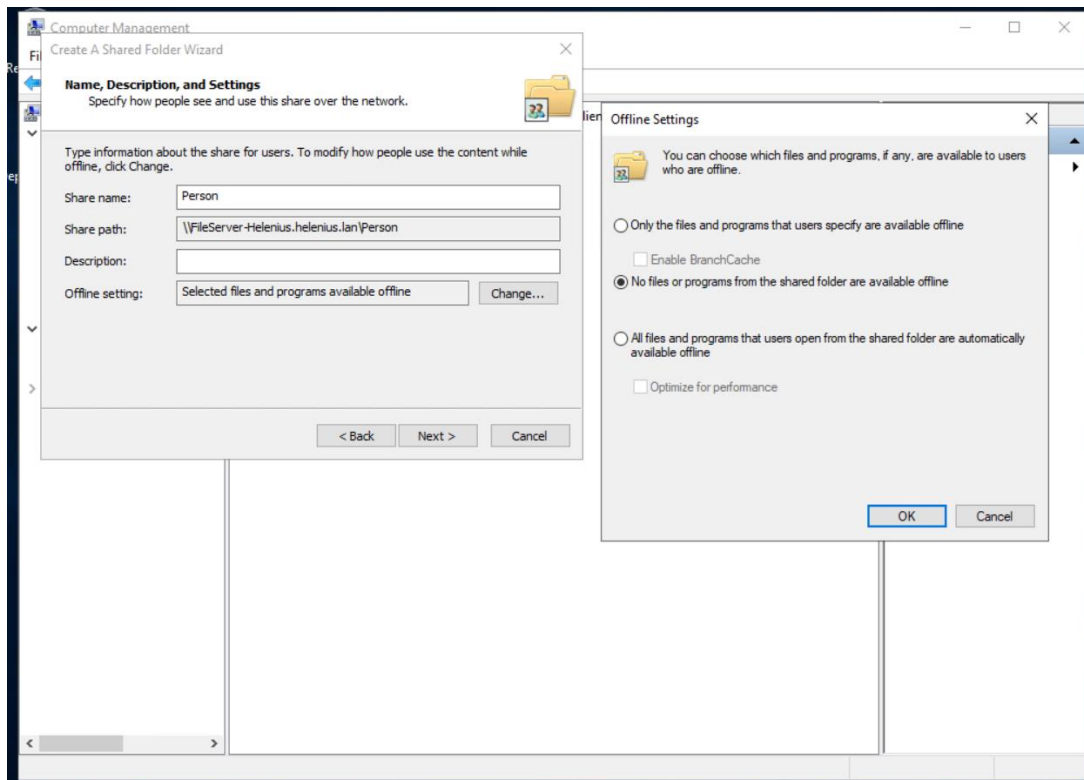 Computer Management
Fi
Create A Shared Folder Wizard
Re
Name, Description, and Settings
Specify how people see and use this share over the network.
lien
Offline Settings
Type information about the share for users. To modify how people use the content while
offline, click Change.
You can choose which files and programs, if any, are available to users
who are offline.
ep
Share name: Person
Share path: \\FileServer-Helenius.helenius.lan\Person
Description:
Offline setting: Selected files and programs available offline Change...
< Back Next > Cancel
Only the files and programs that users specify are available offline
Enable BranchCache
No files or programs from the shared folder are available offline
All files and programs that users open from the shared folder are automatically
available offline
Optimize for performance
OK Cancel